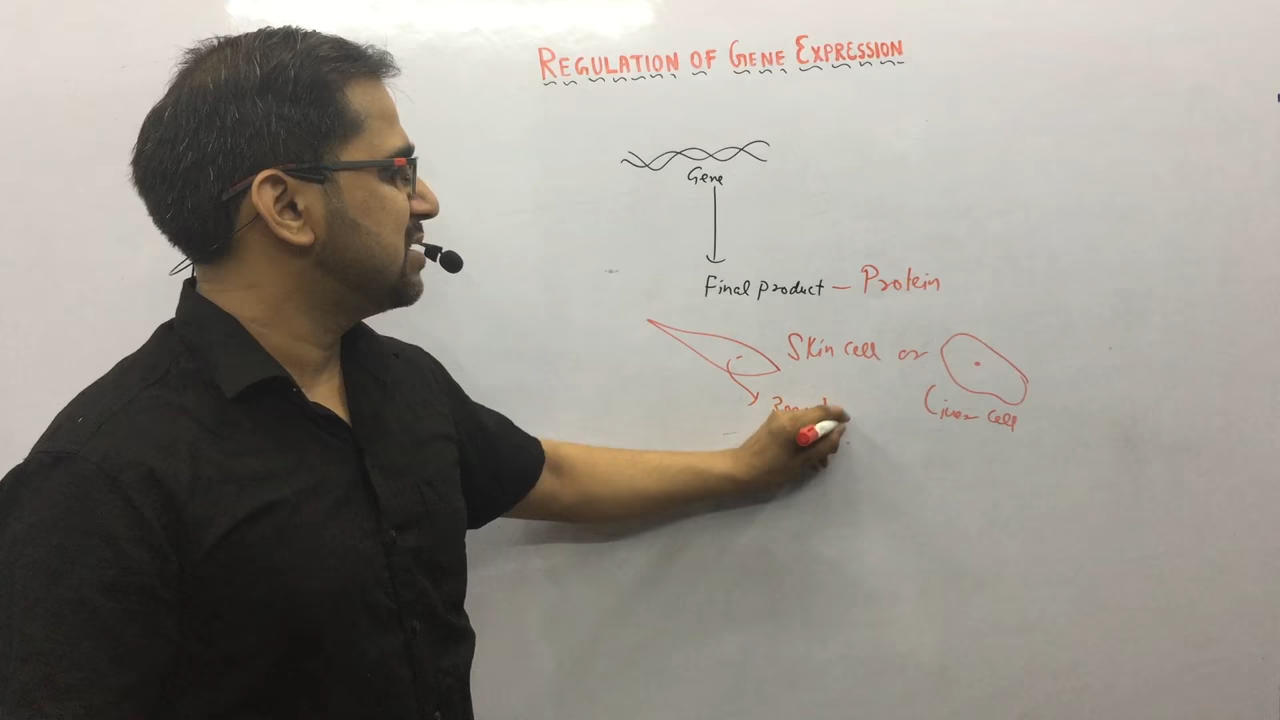 REGULATION OF GENE EXPRESSION
Gene
Final product — Protein
Skin cell or
Liver cell